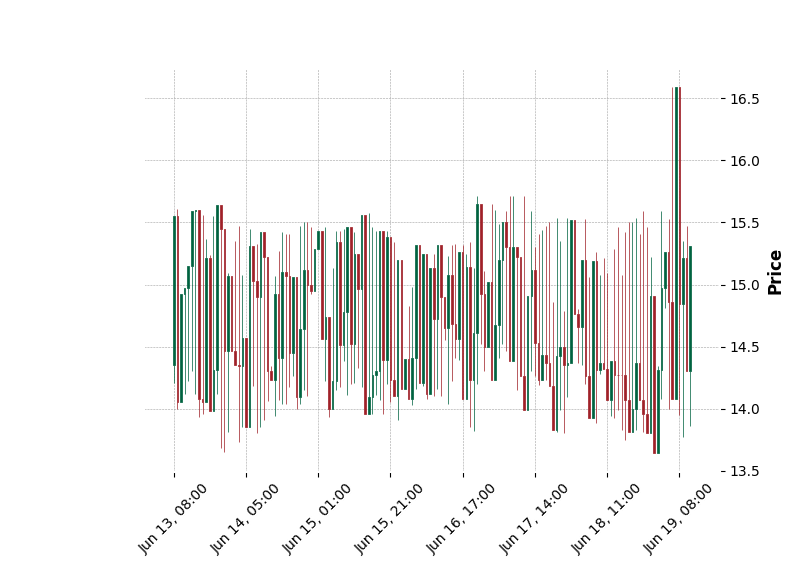 16.5
16.0
15.5
15.0
14.5
14.0
13.5
Price
Jun 13, 08:00
Jun 14, 05:00
Jun 15, 01:00
Jun 15, 21:00
Jun 16, 17:00
Jun 17, 14:00
Jun 18, 11:00
Jun 19, 08:00